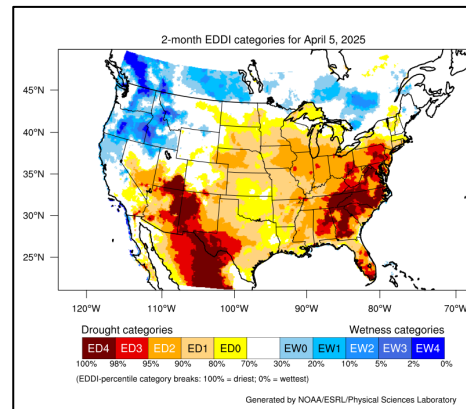 2-month EDDI categories for April 5, 2025
45°N
40°N
35°N
30°N
25°N
120°W 110°W 100°W 90°W 80°W 70°W
Drought categories Wetness categories
ED4 ED3 ED2 ED1 ED0 EW0 EW1 EW2 EW3 EW4
100% 98% 95% 90% 80% 70% 30% 20% 10% 5% 2% 0%
(EDDI-percentile category breaks: 100% = driest; 0% = wettest)
Generated by NOAA/ESRL/Physical Sciences Laboratory